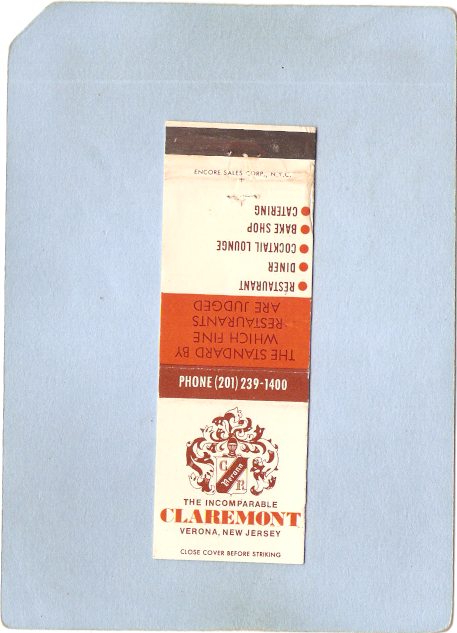 ENCORE SALES CORP., N.Y.C.
THE STANDARD BY
WHICH FINE
RESTAURANTS
ARE JUDGED
● RESTAURANT
● DINER
● COCKTAIL LOUNGE
● BAKE SHOP
● CATERING
PHONE (201) 239-1400
C
Verona
R
THE INCOMPARABLE
CLAREMONT
VERONA, NEW JERSEY
CLOSE COVER BEFORE STRIKING